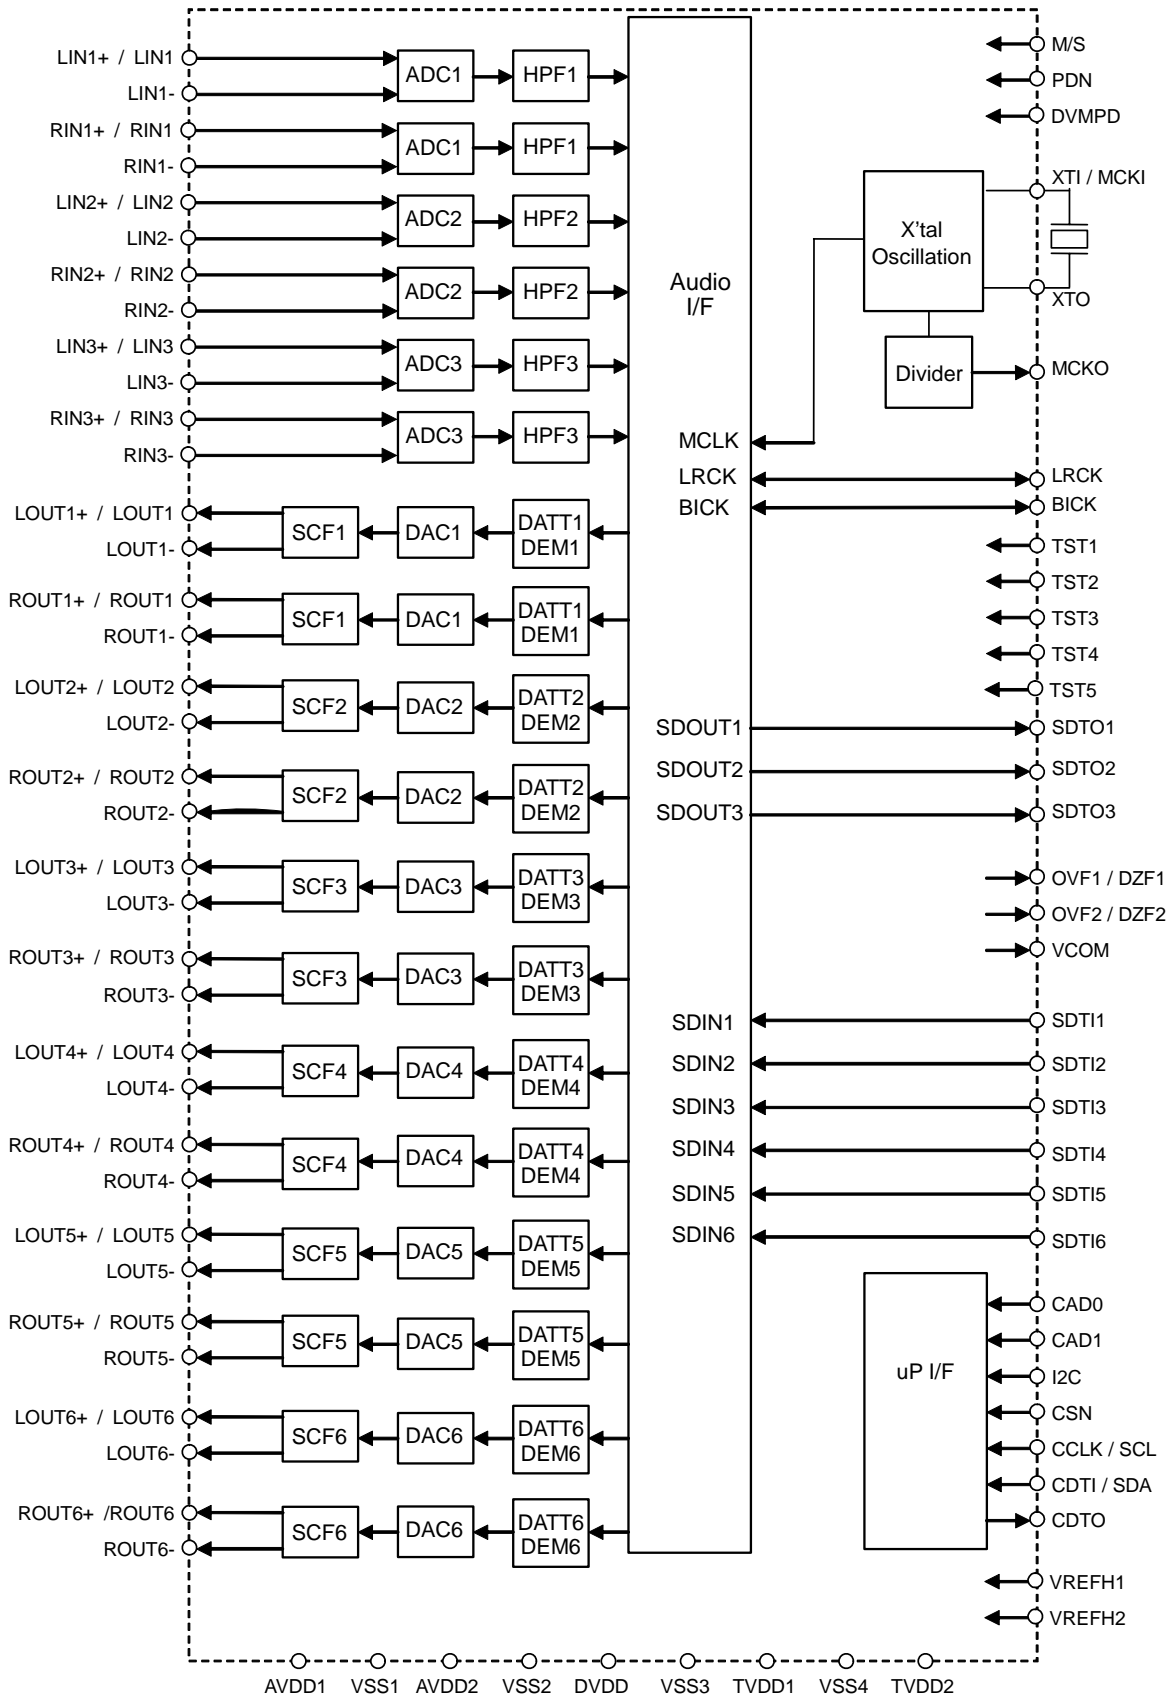 LIN1+ / LIN1
LIN1-
ADC1
HPF1
RIN1+ / RIN1
RIN1-
ADC1
HPF1
LIN2+ / LIN2
LIN2-
ADC2
HPF2
RIN2+ / RIN2
RIN2-
ADC2
HPF2
LIN3+ / LIN3
LIN3-
ADC3
HPF3
RIN3+ / RIN3
RIN3-
ADC3
HPF3
LOUT1+ / LOUT1
LOUT1-
SCF1
DAC1
DATT1
DEM1
ROUT1+ / ROUT1
ROUT1-
SCF1
DAC1
DATT1
DEM1
LOUT2+ / LOUT2
LOUT2-
SCF2
DAC2
DATT2
DEM2
ROUT2+ / ROUT2
ROUT2-
SCF2
DAC2
DATT2
DEM2
LOUT3+ / LOUT3
LOUT3-
SCF3
DAC3
DATT3
DEM3
ROUT3+ / ROUT3
ROUT3-
SCF3
DAC3
DATT3
DEM3
LOUT4+ / LOUT4
LOUT4-
SCF4
DAC4
DATT4
DEM4
ROUT4+ / ROUT4
ROUT4-
SCF4
DAC4
DATT4
DEM4
LOUT5+ / LOUT5
LOUT5-
SCF5
DAC5
DATT5
DEM5
ROUT5+ / ROUT5
ROUT5-
SCF5
DAC5
DATT5
DEM5
LOUT6+ / LOUT6
LOUT6-
SCF6
DAC6
DATT6
DEM6
ROUT6+ /ROUT6
ROUT6-
SCF6
DAC6
DATT6
DEM6
Audio
I/F
MCLK
LRCK
BICK
SDOUT1
SDOUT2
SDOUT3
SDIN1
SDIN2
SDIN3
SDIN4
SDIN5
SDIN6
X'tal
Oscillation
Divider
uP I/F
M/S
PDN
DVMPD
XTI / MCKI
XTO
MCKO
LRCK
BICK
TST1
TST2
TST3
TST4
TST5
SDTO1
SDTO2
SDTO3
OVF1 / DZF1
OVF2 / DZF2
VCOM
SDTI1
SDTI2
SDTI3
SDTI4
SDTI5
SDTI6
CAD0
CAD1
I2C
CSN
CCLK / SCL
CDTI / SDA
CDTO
VREFH1
VREFH2
AVDD1
VSS1
AVDD2
VSS2
DVDD
VSS3
TVDD1
VSS4
TVDD2